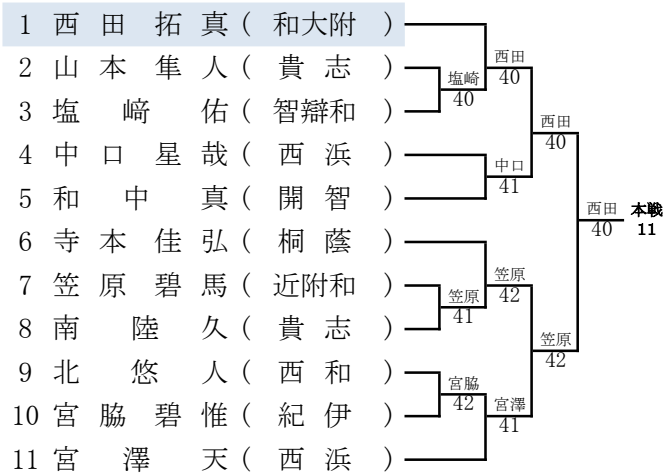 1 西田拓真(和大附)
2 山本隼人(貴志)
3 塩﨑佑(智辯和)
4 中口星哉(西浜)
5 和中真(開智)
6 寺本佳弘(桐蔭)
7 笠原碧馬(近附和)
8 南陸久(貴志)
9 北悠人(西和)
10 宮脇碧惟(紀伊)
11 宮澤天(西浜)
塩崎
40
西田
40
中口
41
西田
40
笠原
41
笠原
42
宮脇
42
宮澤
41
笠原
42
西田
40
本戦
11